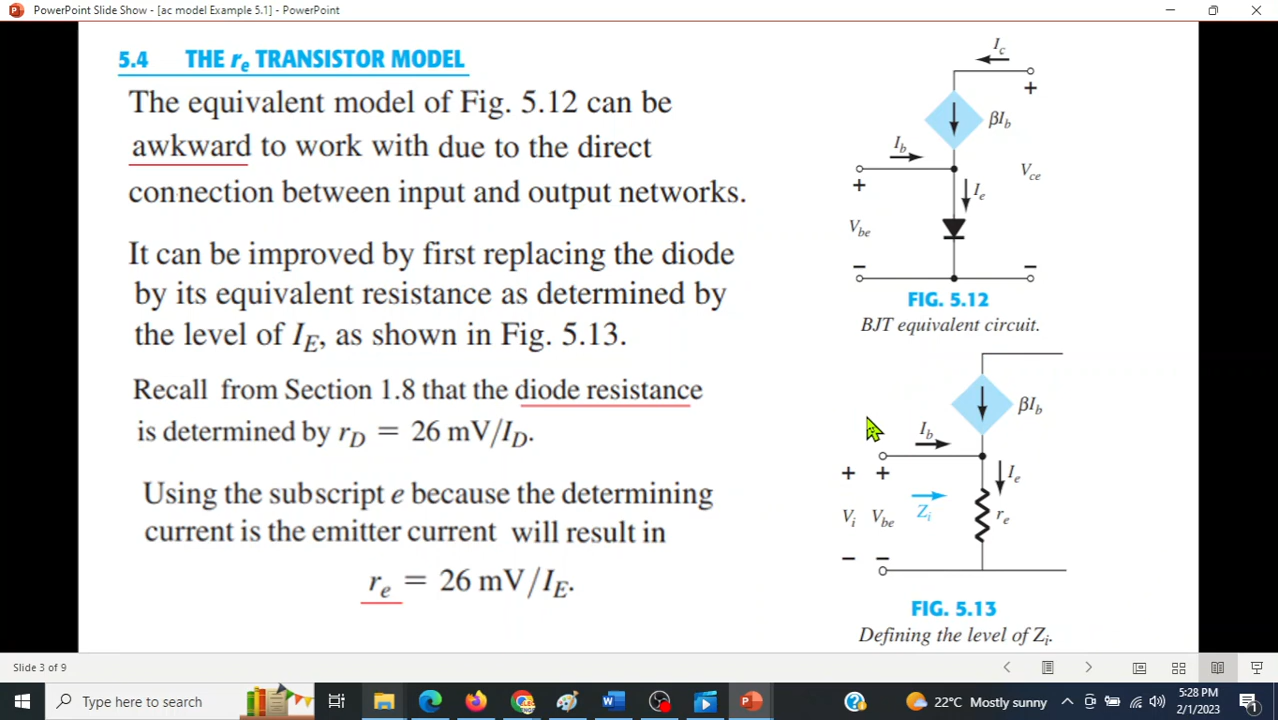 PowerPoint Slide Show - [ac model Example 5.1] - PowerPoint
5.4 THE re TRANSISTOR MODEL
The equivalent model of Fig. 5.12 can be
awkward to work with due to the direct
connection between input and output networks.
It can be improved by first replacing the diode
by its equivalent resistance as determined by
the level of IE, as shown in Fig. 5.13.
Recall from Section 1.8 that the diode resistance
is determined by rD = 26 mV/ID.
Using the subscript e because the determining
current is the emitter current will result in
re = 26 mV/IE.
Ic
+
βIb
Ib
+
Vce
Ie
Vbe
− −
FIG. 5.12
BJT equivalent circuit.
βIb
Ib
+ +
Ie
Zi
Vi Vbe
re
− −
FIG. 5.13
Defining the level of Zi.
Slide 3 of 9
Type here to search
22°C Mostly sunny
5:28 PM
2/1/2023
1